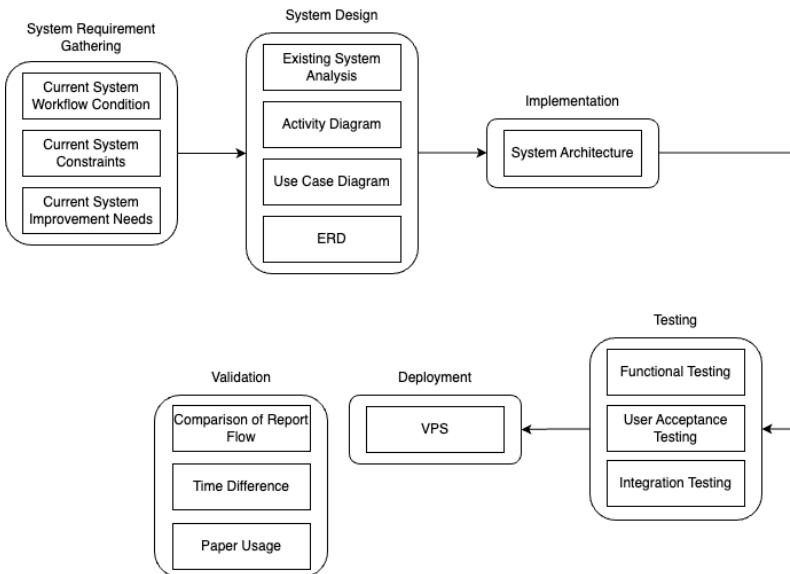 System Requirement
Gathering
Current System
Workflow Condition
Current System
Constraints
Current System
Improvement Needs
System Design
Existing System
Analysis
Activity Diagram
Use Case Diagram
ERD
Implementation
System Architecture
Testing
Functional Testing
User Acceptance
Testing
Integration Testing
Deployment
VPS
Validation
Comparison of Report
Flow
Time Difference
Paper Usage